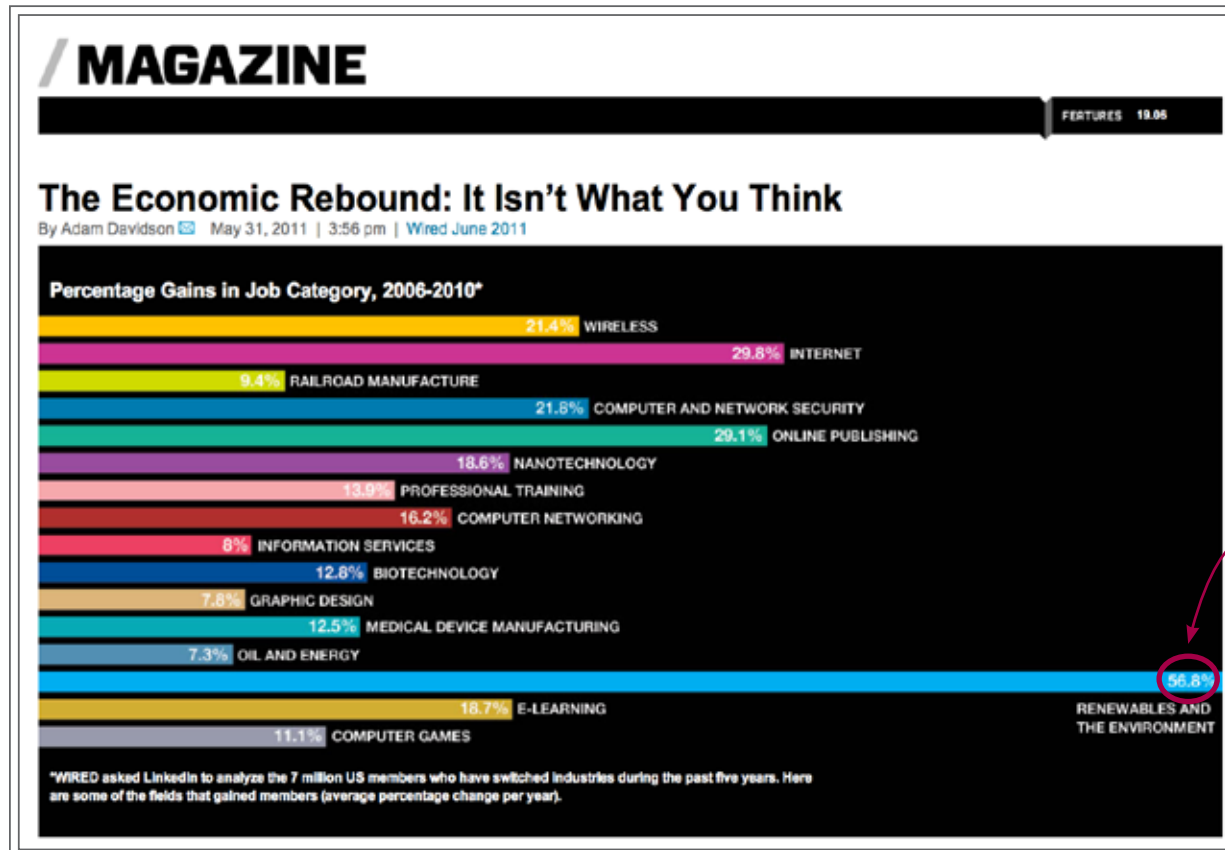 / MAGAZINE
FEATURES 19.06
The Economic Rebound: It Isn't What You Think
By Adam Davidson May 31, 2011 | 3:56 pm | Wired June 2011
Percentage Gains in Job Category, 2006-2010*
21.4% WIRELESS
29.8% INTERNET
9.4% RAILROAD MANUFACTURE
21.8% COMPUTER AND NETWORK SECURITY
29.1% ONLINE PUBLISHING
18.6% NANOTECHNOLOGY
13.9% PROFESSIONAL TRAINING
16.2% COMPUTER NETWORKING
8% INFORMATION SERVICES
12.8% BIOTECHNOLOGY
7.8% GRAPHIC DESIGN
12.5% MEDICAL DEVICE MANUFACTURING
7.3% OIL AND ENERGY
56.8%
RENEWABLES AND
THE ENVIRONMENT
18.7% E-LEARNING
11.1% COMPUTER GAMES
*WIRED asked LinkedIn to analyze the 7 million US members who have switched industries during the past five years. Here
are some of the fields that gained members (average percentage change per year).